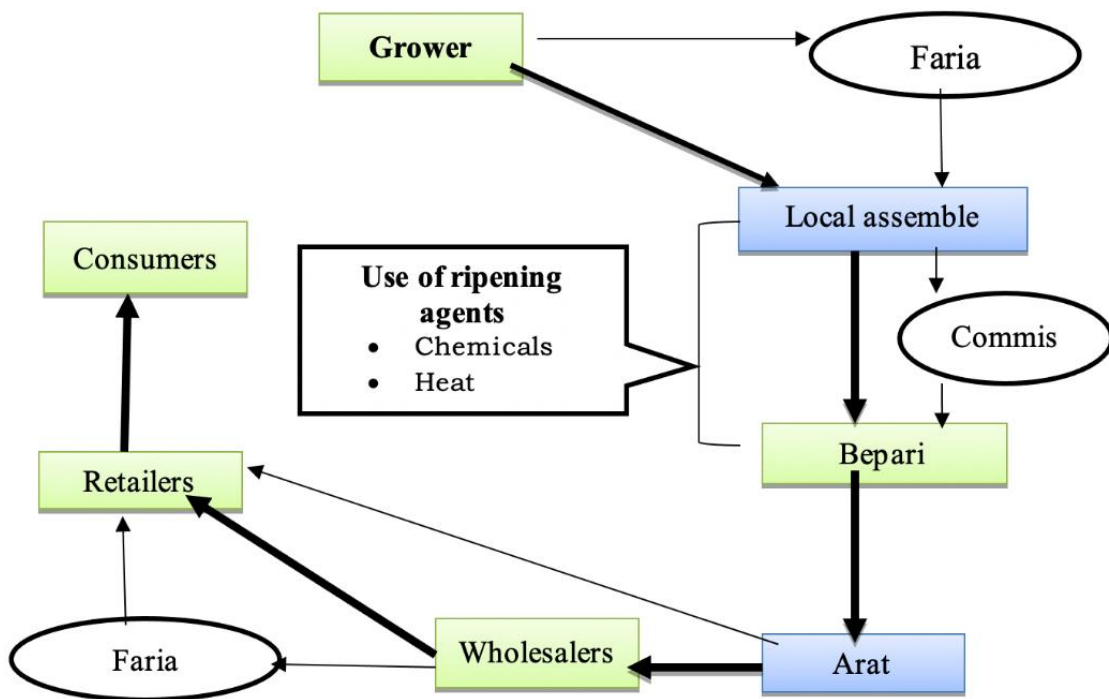 Grower
Faria
Local assemble
Consumers
Use of ripening
agents
• Chemicals
• Heat
Commis
Bepari
Retailers
Faria
Wholesalers
Arat